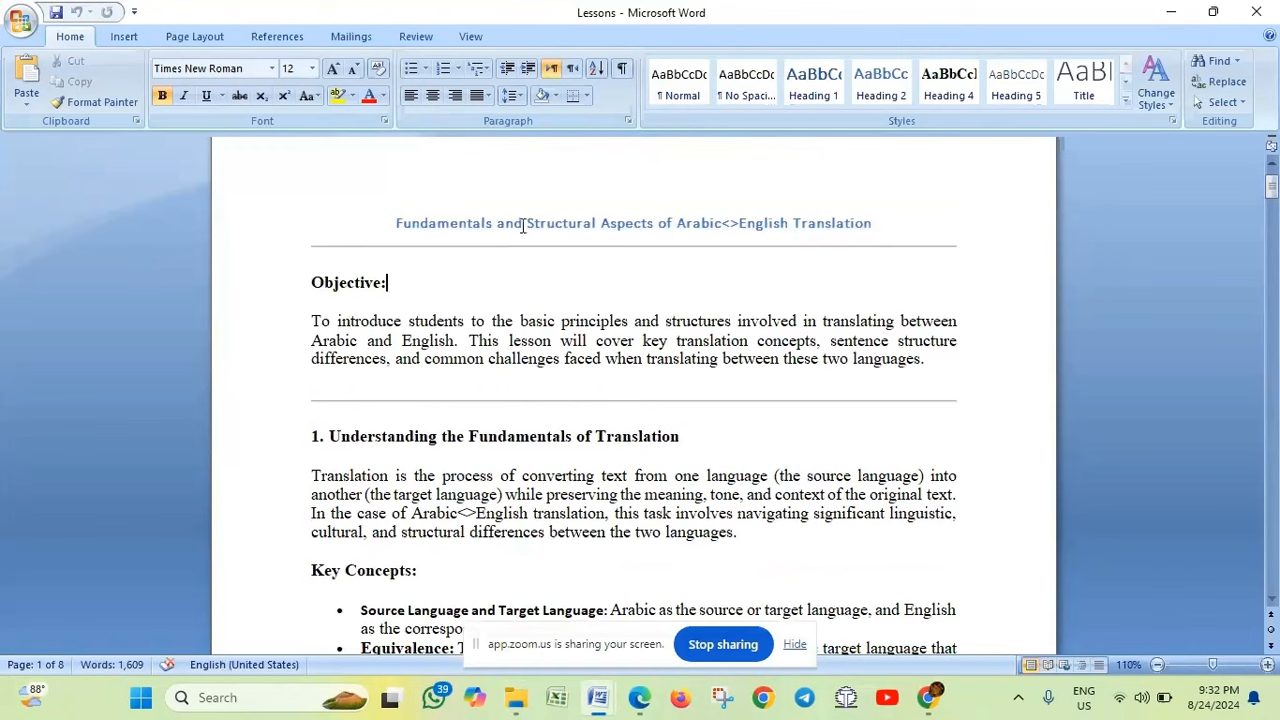 Lessons - Microsoft Word
Home Insert Page Layout References Mailings Review View
Paste
Cut
Copy
Format Painter
Clipboard
Times New Roman 12
Font
Paragraph
AaBbCcDc AaBbCcDc AaBbC AaBbCc AaBbCcI AaBbCcDc AaBl
¶ Normal ¶ No Spaci... Heading 1 Heading 2 Heading 4 Heading 5 Title
Change Styles
Styles
Find
Replace
Select
Editing
Fundamentals and Structural Aspects of Arabic<>English Translation
Objective:
To introduce students to the basic principles and structures involved in translating between
Arabic and English. This lesson will cover key translation concepts, sentence structure
differences, and common challenges faced when translating between these two languages.
1. Understanding the Fundamentals of Translation
Translation is the process of converting text from one language (the source language) into
another (the target language) while preserving the meaning, tone, and context of the original text.
In the case of Arabic<>English translation, this task involves navigating significant linguistic,
cultural, and structural differences between the two languages.
Key Concepts:
• Source Language and Target Language: Arabic as the source or target language, and English
as the correspo
• Equivalence: target language that
app.zoom.us is sharing your screen. Stop sharing Hide
Page: 1 of 8 Words: 1,609 English (United States) 110%
88° Search 39 ENG US 9:32 PM 8/24/2024